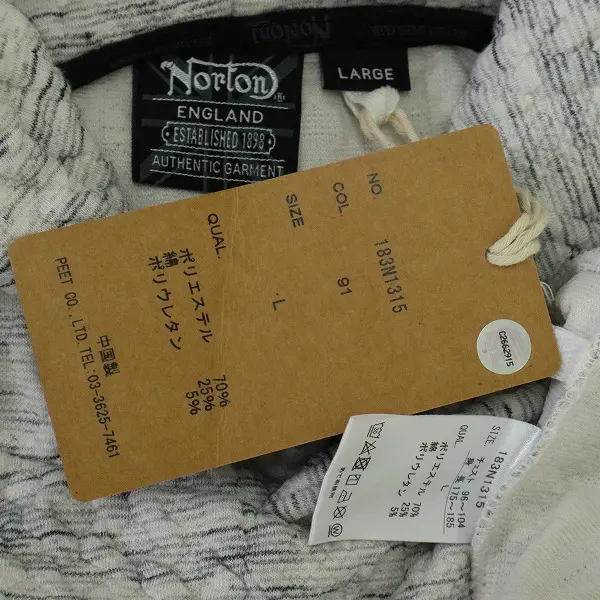 Norton
Norton®
ENGLAND
ESTABLISHED 1898
AUTHENTIC GARMENT
LARGE
NO. 183N1315
COL. 91
SIZE L
QUAL.
ポリエステル 70%
綿 25%
ポリウレタン 5%
中国製
PEET CO.,LTD. TEL:03-3625-7461
C2662915
183N1315
SIZE チェスト 96~104
身長 175~185
L
QUAL ポリエステル 70%
綿 25%
ポリウレタン 5%